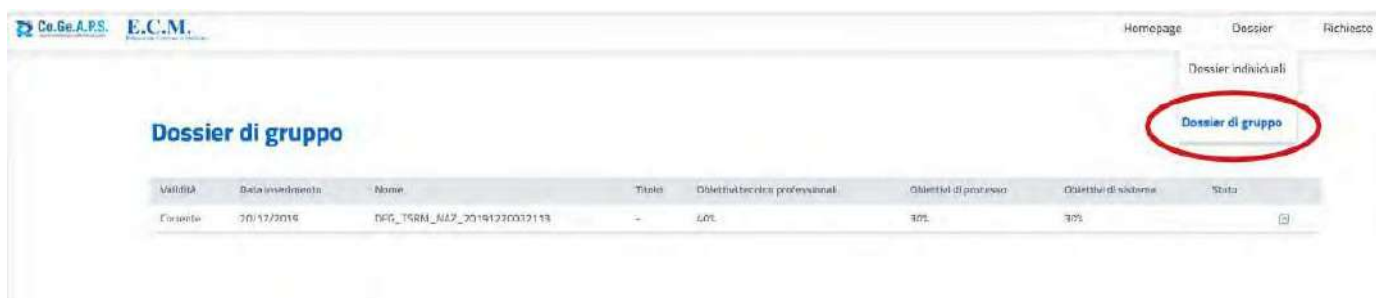 Co.Ge.A.P.S. E.C.M. Homepage Dossier Richieste
Dossier individuali
Dossier di gruppo
Dossier di gruppo
Validità Data inserimento Nome Titolo Obiettivi tecnico professionali Obiettivi di processo Obiettivi di sistema Stato
Corrente 20/12/2019 - 40% 30% 30%